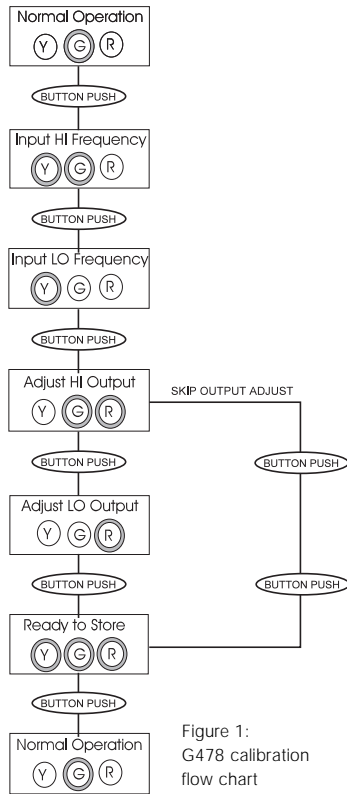 Normal Operation
Y G R
BUTTON PUSH
Input HI Frequency
Y G R
BUTTON PUSH
Input LO Frequency
Y G R
BUTTON PUSH
Adjust HI Output
Y G R
SKIP OUTPUT ADJUST
BUTTON PUSH
BUTTON PUSH
Adjust LO Output
Y G R
BUTTON PUSH
BUTTON PUSH
Ready to Store
Y G R
BUTTON PUSH
Normal Operation
Y G R
Figure 1:
G478 calibration
flow chart